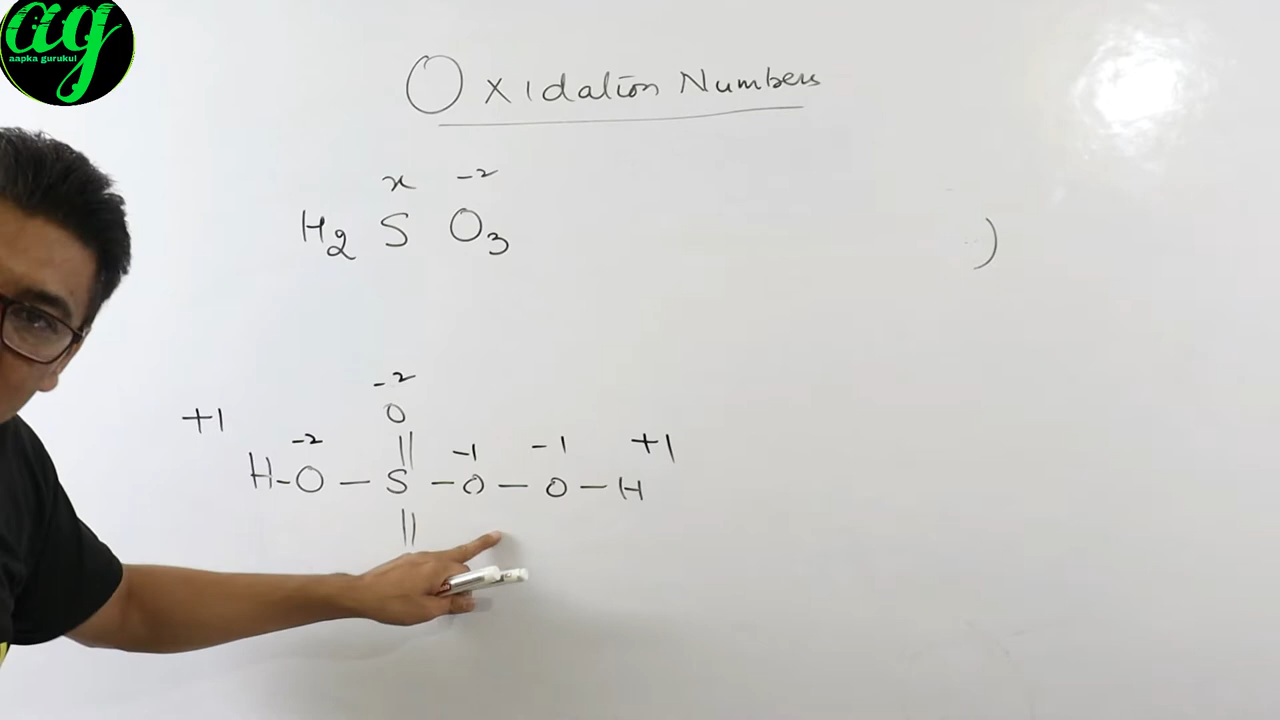 ag
aapka gurukul
Oxidation Numbers
x -2
H2 S O3
)
-2
+1 O
-2 || -1 -1 +1
H-O-S-O-O-H
||